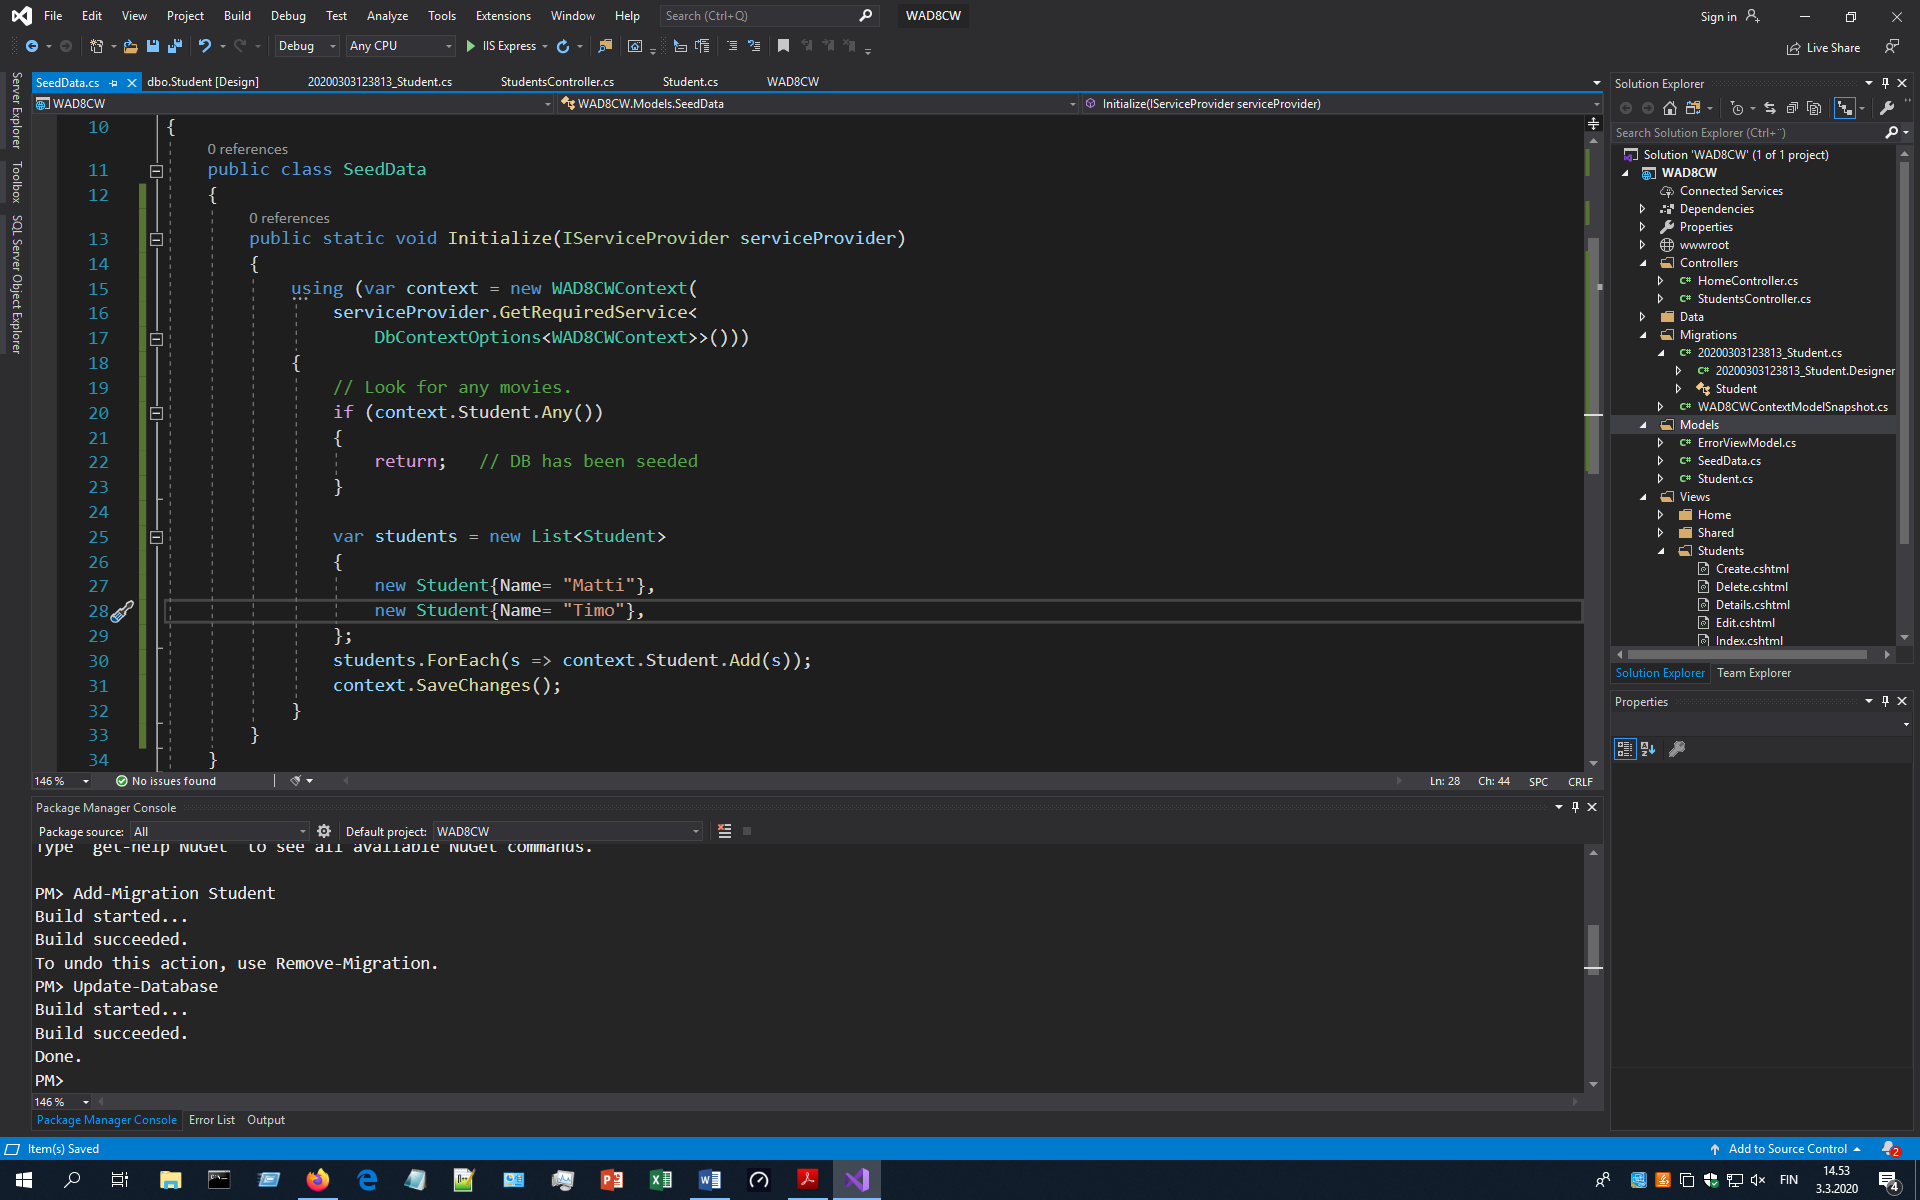 File Edit View Project Build Debug Test Analyze Tools Extensions Window Help Search (Ctrl+Q) WAD8CW Sign in
Debug Any CPU IIS Express Live Share
Server Explorer
Toolbox
SQL Server Object Explorer
SeedData.cs dbo.Student [Design] 20200303123813_Student.cs StudentsController.cs Student.cs WAD8CW
WAD8CW WAD8CW.Models.SeedData Initialize(IServiceProvider serviceProvider)
10 {
0 references
11 public class SeedData
12 {
0 references
13 public static void Initialize(IServiceProvider serviceProvider)
14 {
15 using (var context = new WAD8CWContext(
16 serviceProvider.GetRequiredService<
17 DbContextOptions<WAD8CWContext>>()))
18 {
19 // Look for any movies.
20 if (context.Student.Any())
21 {
22 return;   // DB has been seeded
23 }
24
25 var students = new List<Student>
26 {
27 new Student{Name= "Matti"},
28 new Student{Name= "Timo"},
29 };
30 students.ForEach(s => context.Student.Add(s));
31 context.SaveChanges();
32 }
33 }
34 }
146 % No issues found Ln: 28 Ch: 44 SPC CRLF
Package Manager Console
Package source: All Default project: WAD8CW
Type 'get-help NuGet' to see all available NuGet commands.
PM> Add-Migration Student
Build started...
Build succeeded.
To undo this action, use Remove-Migration.
PM> Update-Database
Build started...
Build succeeded.
Done.
PM>
146 %
Package Manager Console Error List Output
Solution Explorer
Search Solution Explorer (Ctrl+¨)
Solution 'WAD8CW' (1 of 1 project)
WAD8CW
Connected Services
Dependencies
Properties
wwwroot
Controllers
C# HomeController.cs
C# StudentsController.cs
Data
Migrations
C# 20200303123813_Student.cs
C# 20200303123813_Student.Designer
Student
C# WAD8CWContextModelSnapshot.cs
Models
C# ErrorViewModel.cs
C# SeedData.cs
C# Student.cs
Views
Home
Shared
Students
Create.cshtml
Delete.cshtml
Details.cshtml
Edit.cshtml
Index.cshtml
Solution Explorer Team Explorer
Properties
Item(s) Saved Add to Source Control 2
FIN 14.53
3.3.2020 4